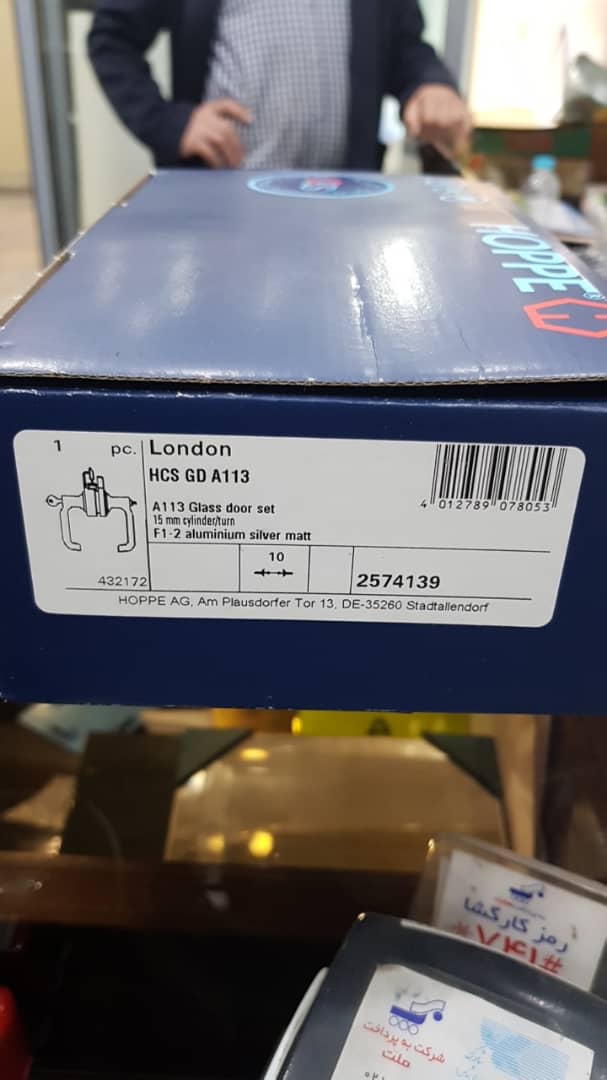 HOPPE®
1 pc. London
HCS GD A113
A113 Glass door set
15 mm cylinder/turn
F1-2 aluminium silver matt
4 012789 078053
10
432172
2574139
HOPPE AG, Am Plausdorfer Tor 13, DE-35260 Stadtallendorf
رمز کارگشا
*۷۴۱#
شرکت به پرداخت
ملت